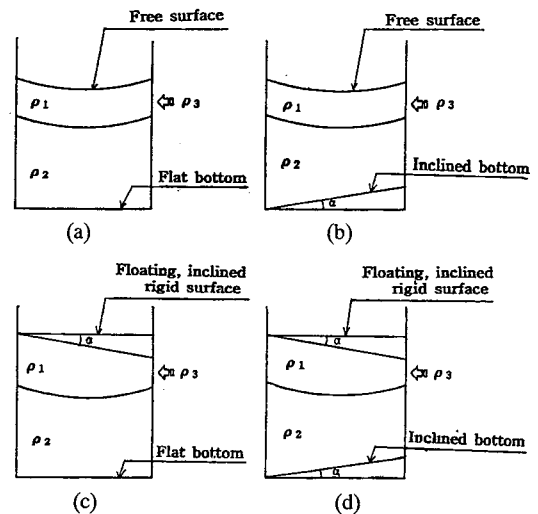 Free surface
ρ1
ρ3
ρ2
Flat bottom
(a)
Free surface
ρ1
ρ3
ρ2
Inclined bottom
α
(b)
Floating, inclined
rigid surface
α
ρ1
ρ3
ρ2
Flat bottom
(c)
Floating, inclined
rigid surface
α
ρ1
ρ3
ρ2
Inclined bottom
α
(d)